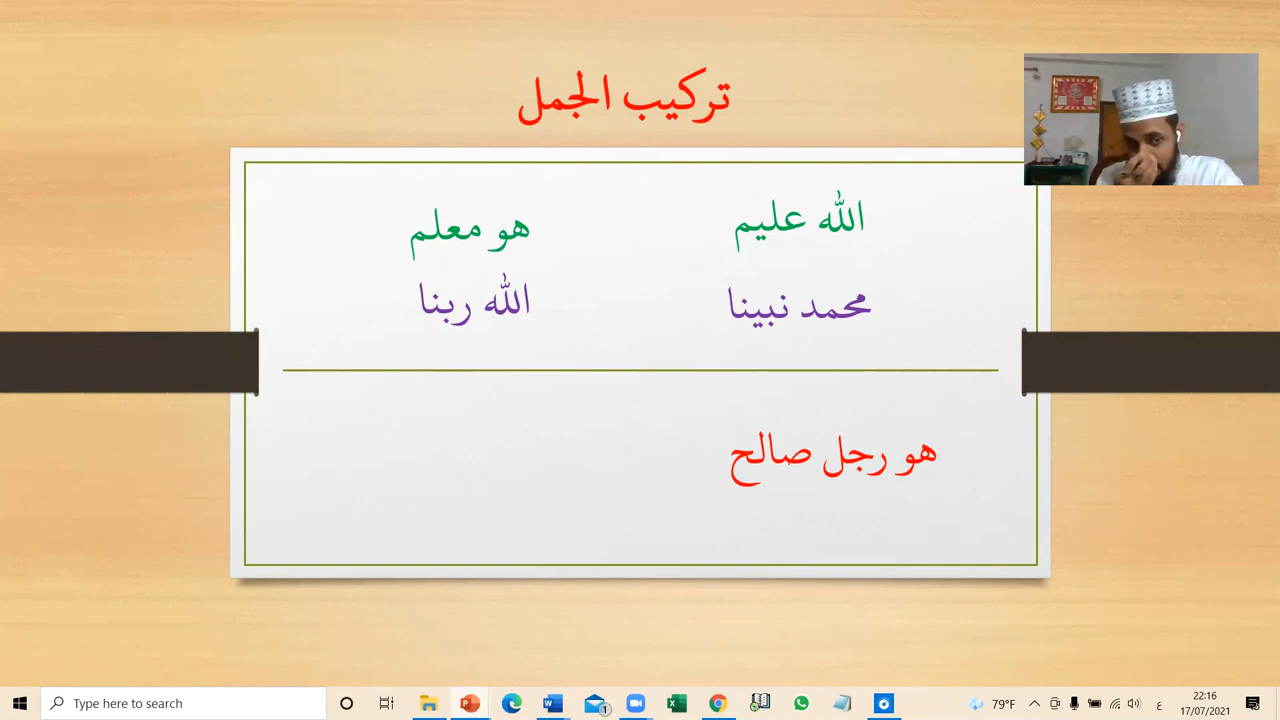 تركيب الجمل
الله عليم
هو معلم
محمد نبينا
الله ربنا
هو رجل صالح
Type here to search
79°F
ع
22:16
17/07/2021